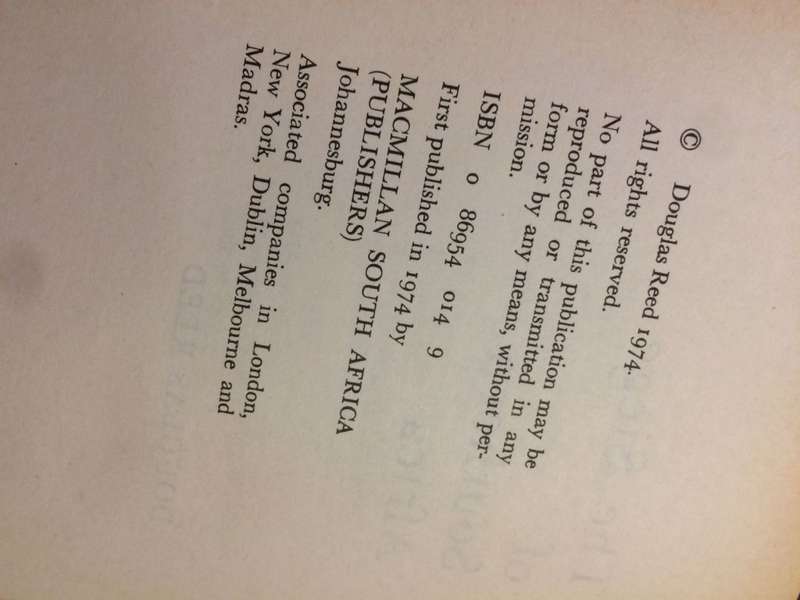 © Douglas Reed 1974.
All rights reserved.
No part of this publication may be
reproduced or transmitted in any
form, or by any means, without per-
mission.
ISBN 0 86954 014 9
First published in 1974 by
MACMILLAN SOUTH AFRICA
(PUBLISHERS)
Johannesburg.
Associated companies in London,
New York, Dublin, Melbourne and
Madras.